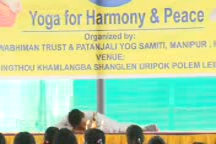 Yoga for Harmony & Peace
Organized by:
WABHIMAN TRUST & PATANJALI YOG SAMITI, MANIPUR,
VENUE:
INGTHOU KHAMLANGBA SHANGLEN URIPOK POLEM LEI